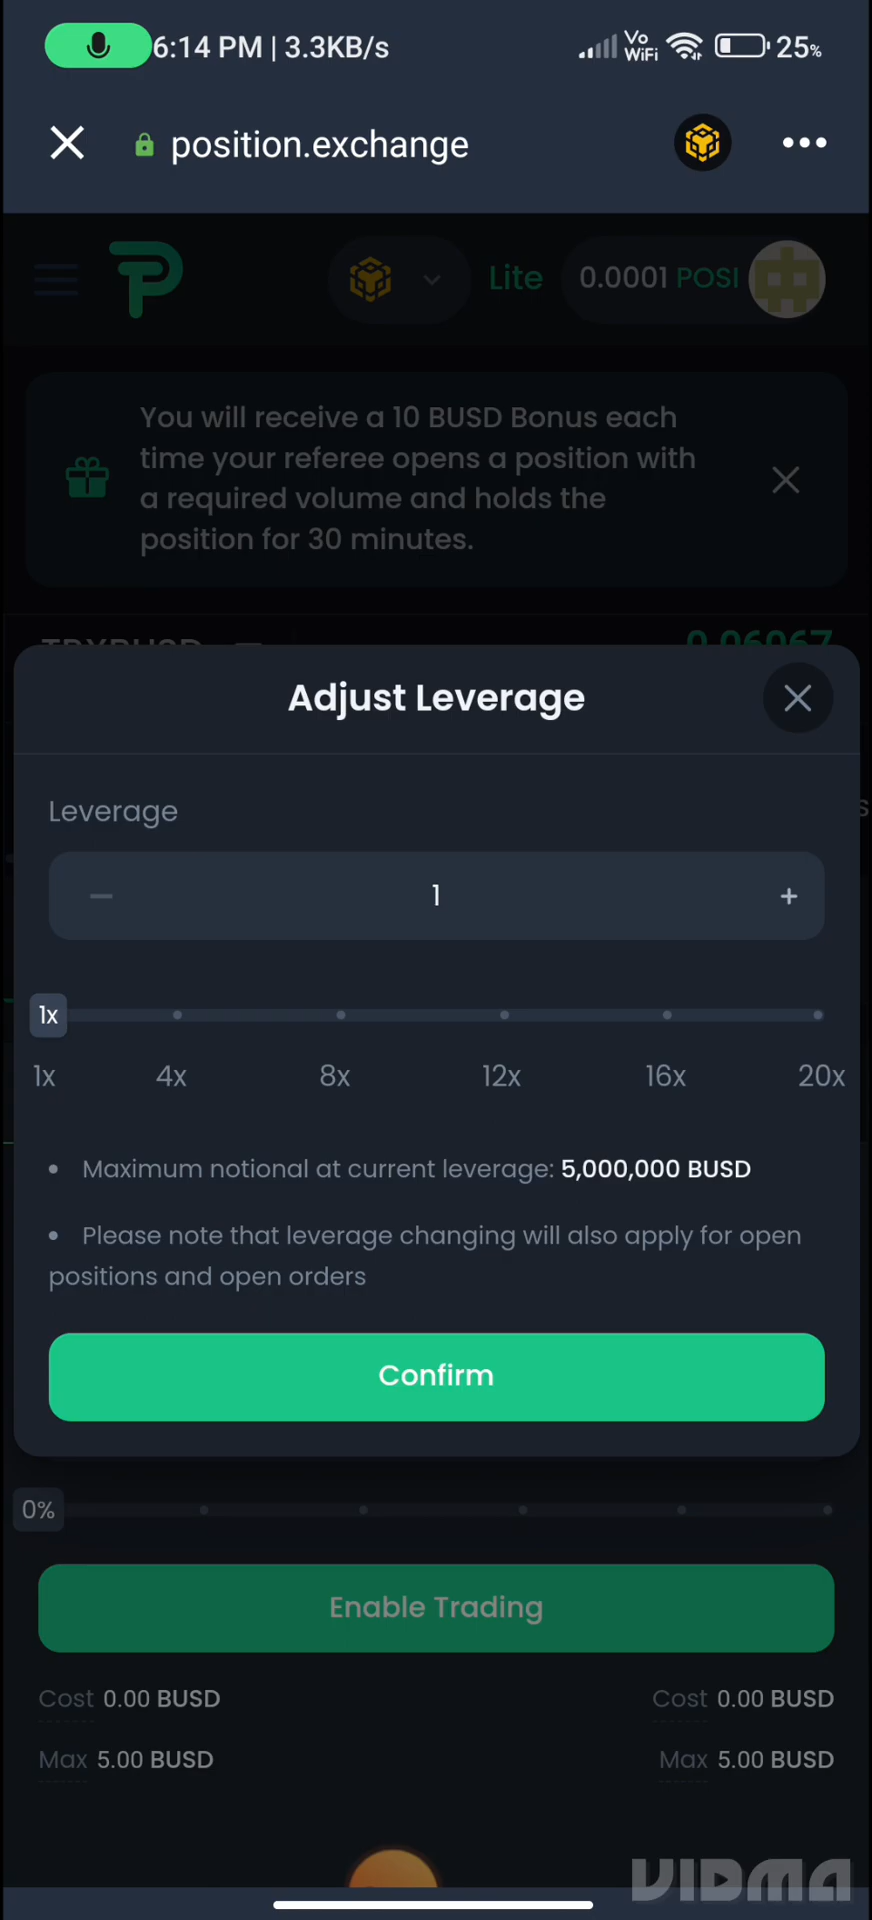 6:14 PM | 3.3KB/s Vo WiFi 25%
position.exchange
Lite 0.0001 POSI
You will receive a 10 BUSD Bonus each
time your referee opens a position with
a required volume and holds the
position for 30 minutes.
TRXBUSD 0.06067
Adjust Leverage
Leverage
1
1x
1x 4x 8x 12x 16x 20x
• Maximum notional at current leverage: 5,000,000 BUSD
• Please note that leverage changing will also apply for open
positions and open orders
Confirm
0%
Enable Trading
Cost 0.00 BUSD Cost 0.00 BUSD
Max 5.00 BUSD Max 5.00 BUSD
VIDMA